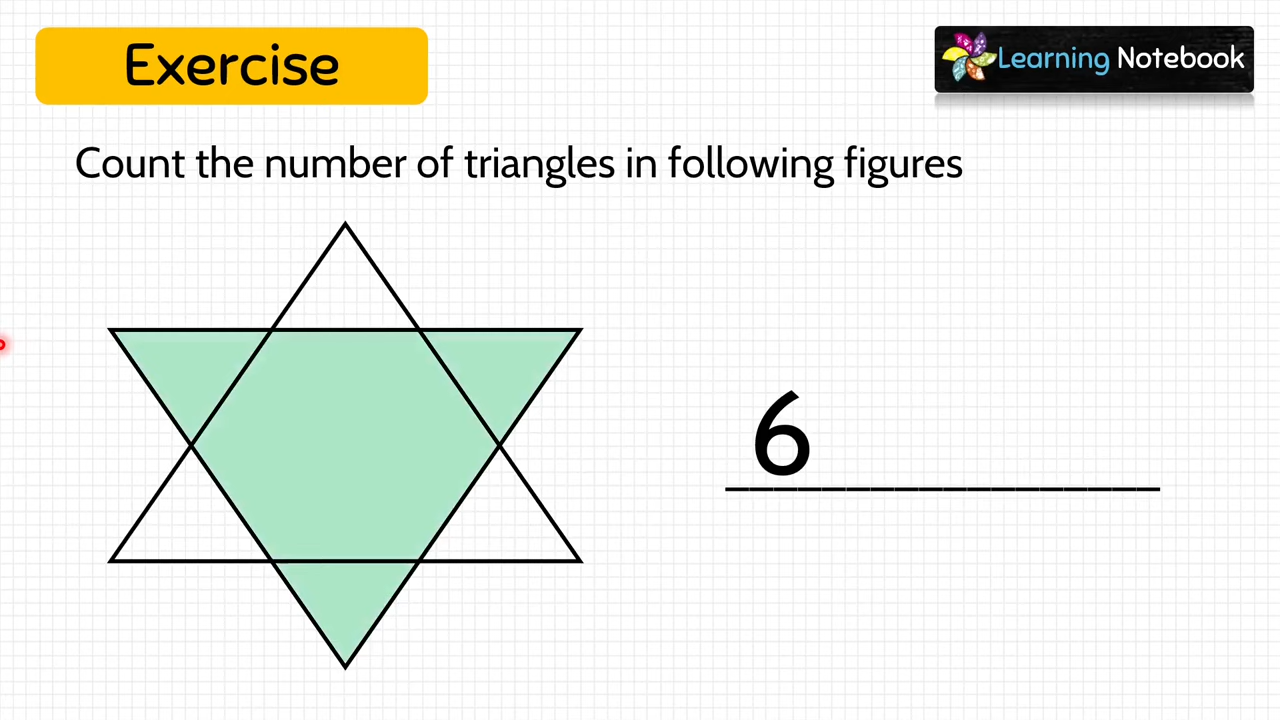 Exercise
Learning Notebook
Count the number of triangles in following figures
6